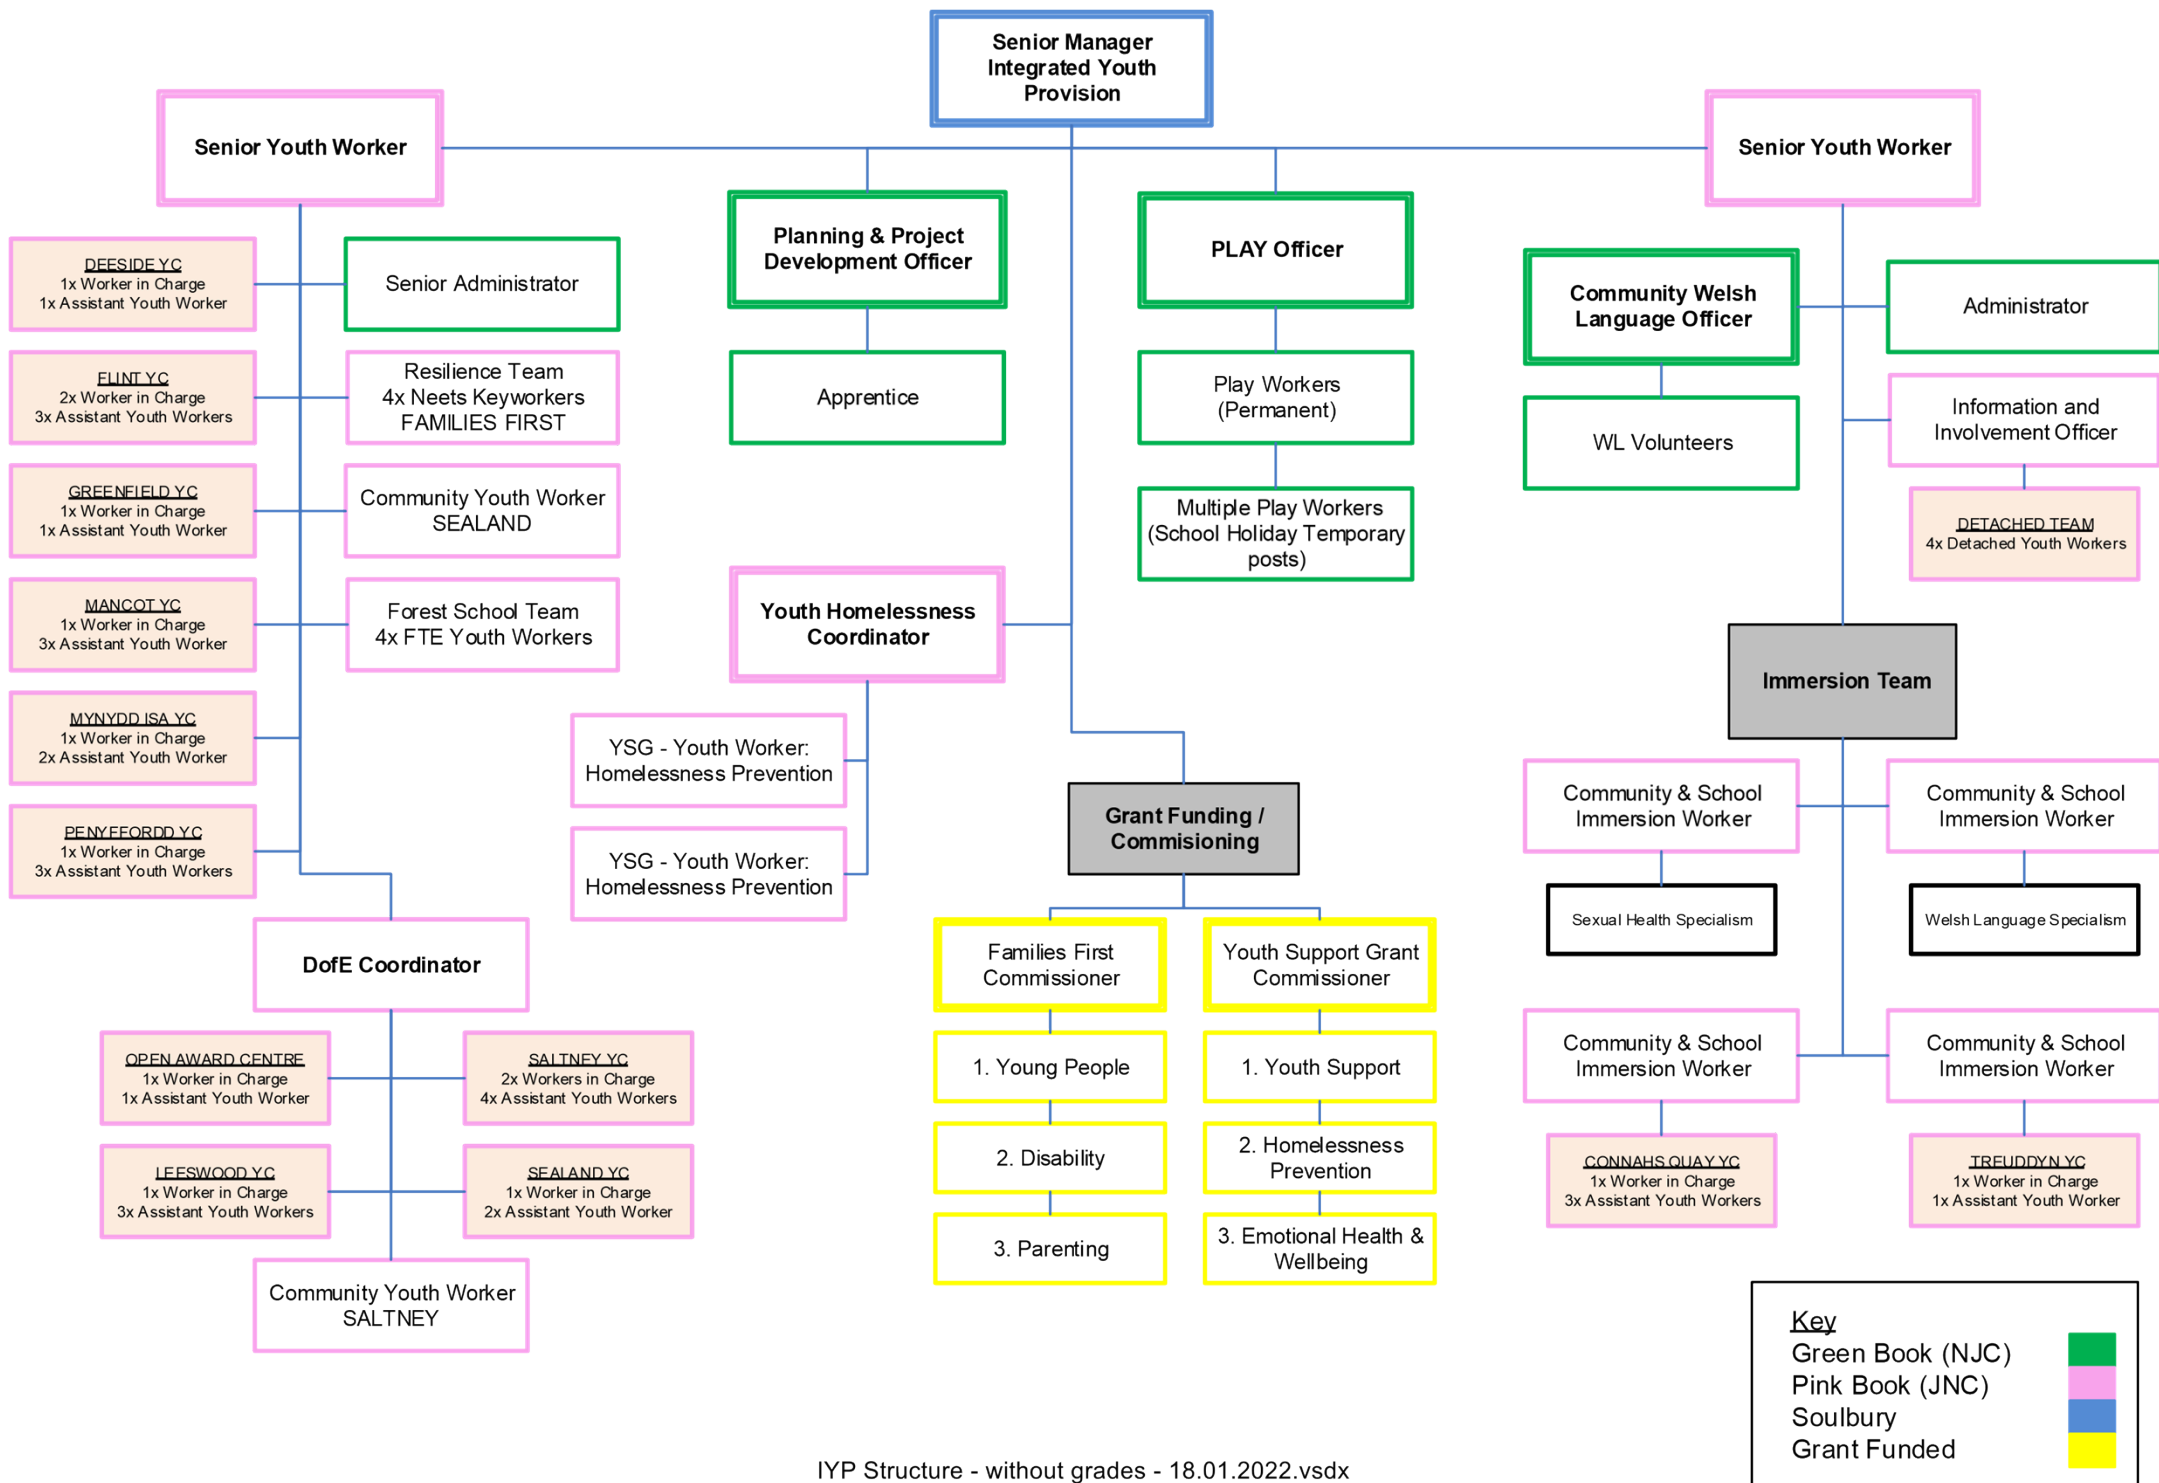 Senior Manager
Integrated Youth
Provision
Senior Youth Worker
Senior Youth Worker
DEESIDE YC
1x Worker in Charge
1x Assistant Youth Worker
Senior Administrator
FLINT YC
2x Worker in Charge
3x Assistant Youth Workers
Resilience Team
4x Neets Keyworkers
FAMILIES FIRST
GREENFIELD YC
1x Worker in Charge
1x Assistant Youth Worker
Community Youth Worker
SEALAND
MANCOT YC
1x Worker in Charge
3x Assistant Youth Worker
Forest School Team
4x FTE Youth Workers
MYNYDD ISA YC
1x Worker in Charge
2x Assistant Youth Worker
PENYFFORDD YC
1x Worker in Charge
3x Assistant Youth Workers
DofE Coordinator
OPEN AWARD CENTRE
1x Worker in Charge
1x Assistant Youth Worker
SALTNEY YC
2x Workers in Charge
4x Assistant Youth Workers
LEESWOOD YC
1x Worker in Charge
3x Assistant Youth Workers
SEALAND YC
1x Worker in Charge
2x Assistant Youth Worker
Community Youth Worker
SALTNEY
Planning & Project
Development Officer
Apprentice
PLAY Officer
Play Workers
(Permanent)
Multiple Play Workers
(School Holiday Temporary
posts)
Youth Homelessness
Coordinator
YSG - Youth Worker:
Homelessness Prevention
YSG - Youth Worker:
Homelessness Prevention
Grant Funding /
Commisioning
Families First
Commissioner
1. Young People
2. Disability
3. Parenting
Youth Support Grant
Commissioner
1. Youth Support
2. Homelessness
Prevention
3. Emotional Health &
Wellbeing
Community Welsh
Language Officer
WL Volunteers
Administrator
Information and
Involvement Officer
DETACHED TEAM
4x Detached Youth Workers
Immersion Team
Community & School
Immersion Worker
Sexual Health Specialism
Community & School
Immersion Worker
Welsh Language Specialism
Community & School
Immersion Worker
CONNAHS QUAY YC
1x Worker in Charge
3x Assistant Youth Workers
Community & School
Immersion Worker
TREUDDYN YC
1x Worker in Charge
1x Assistant Youth Worker
Key
Green Book (NJC)
Pink Book (JNC)
Soulbury
Grant Funded
IYP Structure - without grades - 18.01.2022.vsdx